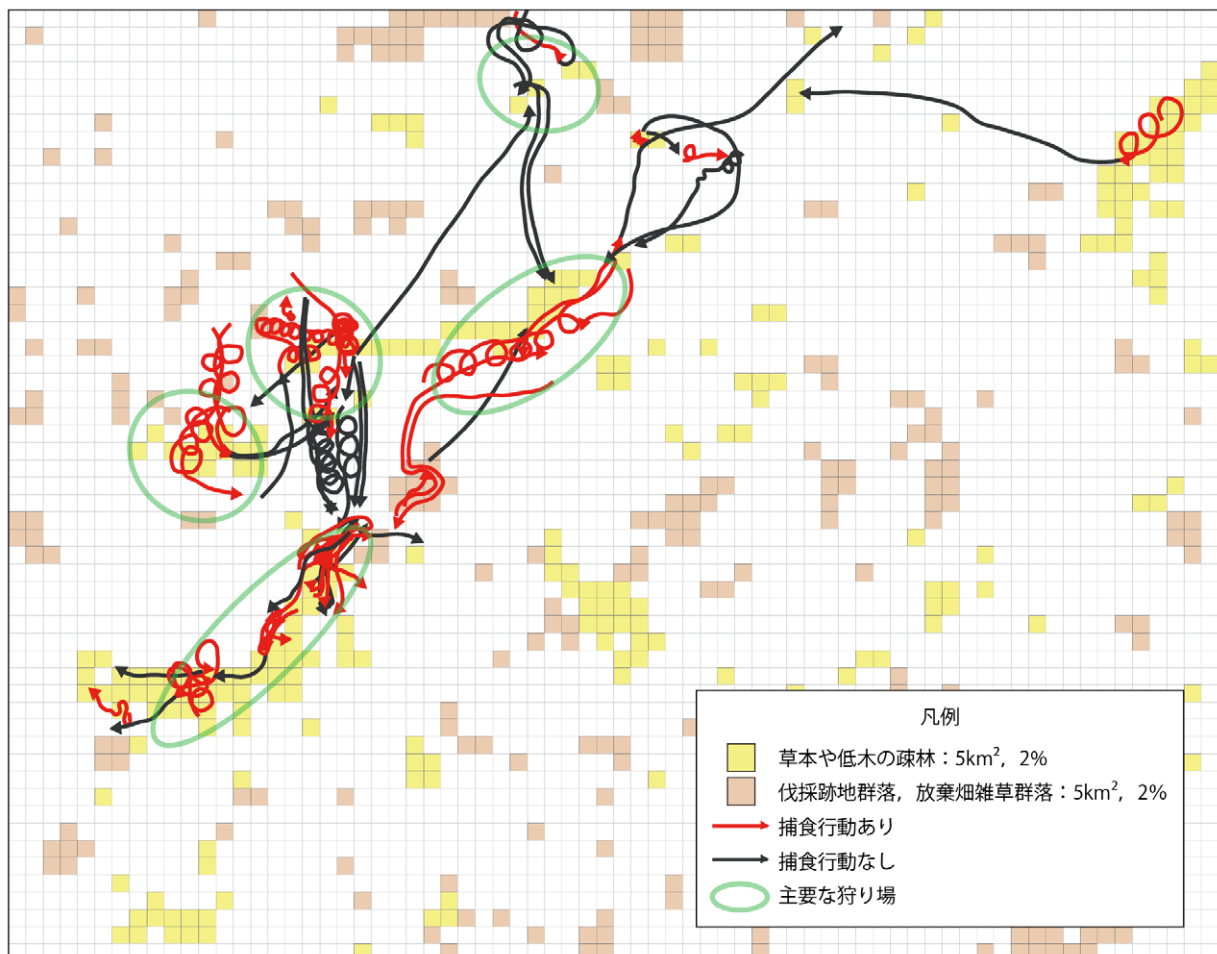 凡例
草本や低木の疎林：5km²，2%
伐採跡地群落，放棄畑雑草群落：5km²，2%
捕食行動あり
捕食行動なし
主要な狩り場